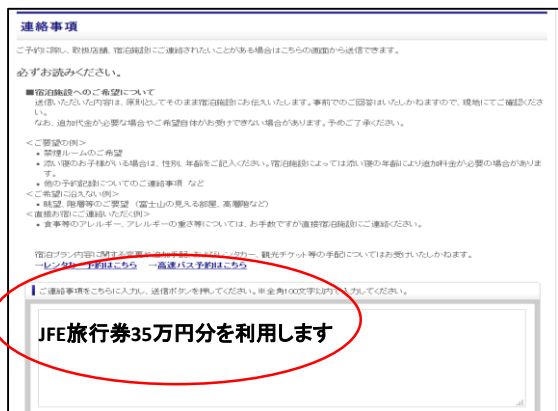 連絡事項
ご予約に際し、取扱店舗、宿泊施設にご連絡されたいことがある場合はこちらの画面から送信できます。
必ずお読みください。
■宿泊施設へのご希望について
送信いただいた内容は、原則としてそのまま宿泊施設にお伝えいたします。事前でのご回答はいたしかねますので、現地にてご確認くださ
い。
なお、追加代金が必要な場合やご希望自体がお受けできない場合があります。予めご了承ください。
<ご要望の例>
• 禁煙ルームのご希望
• 添い寝のお子様がいる場合は、性別、年齢をご記入ください。宿泊施設によっては添い寝の年齢により追加料金が必要の場合がありま
す。
• 他の予約記録についてのご連絡事項 など
<ご希望に沿えない例>
• 眺望、階層等のご要望 (富士山の見える部屋、高層階など)
<直接お宿にご連絡いただく例>
• 食事等のアレルギー、アレルギーの重さ等については、お手数ですが直接宿泊施設にご連絡ください。
宿泊プラン内容に関する変更や追加手配、およびレンタカー、観光チケット等の手配についてはお受けいたしかねます。
→レンタカー予約はこちら →高速バス予約はこちら
ご連絡事項をこちらに入力し、送信ボタンを押してください。※全角100文字以内で入力してください。
JFE旅行券35万円分を利用します